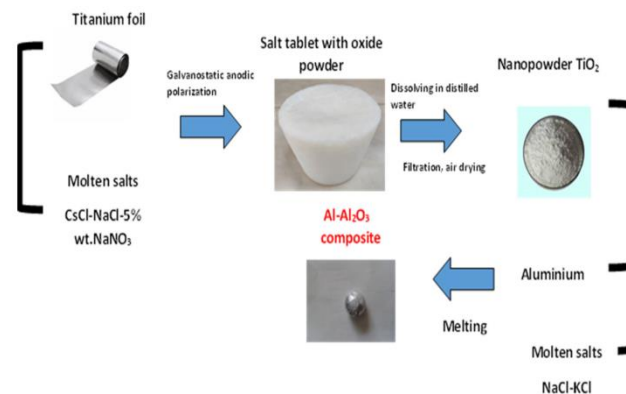 Titanium foil
Galvanostatic anodic
polarization
Molten salts
CsCl-NaCl-5%
wt.NaNO₃
Salt tablet with oxide
powder
Dissolving in distilled
water
Filtration, air drying
Nanopowder TiO₂
Al-Al₂O₃
composite
Aluminium
Melting
Molten salts
NaCl-KCl